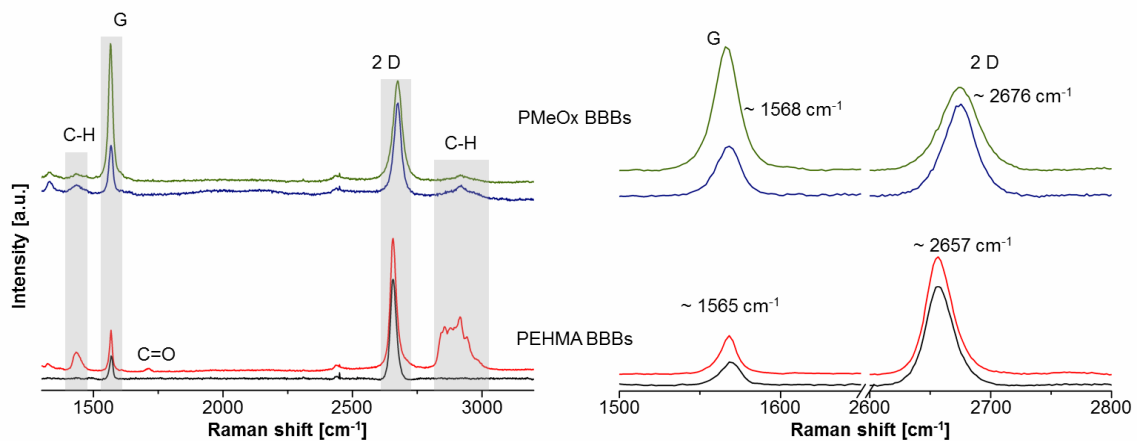 G
2 D
C-H
C-H
C=O
Intensity [a.u.]
1500
2000
2500
3000
Raman shift [cm⁻¹]
PMeOx BBBs
PEHMA BBBs
G
~ 1568 cm⁻¹
2 D
~ 2676 cm⁻¹
~ 1565 cm⁻¹
~ 2657 cm⁻¹
1500
1600
2600
2700
2800
Raman shift [cm⁻¹]